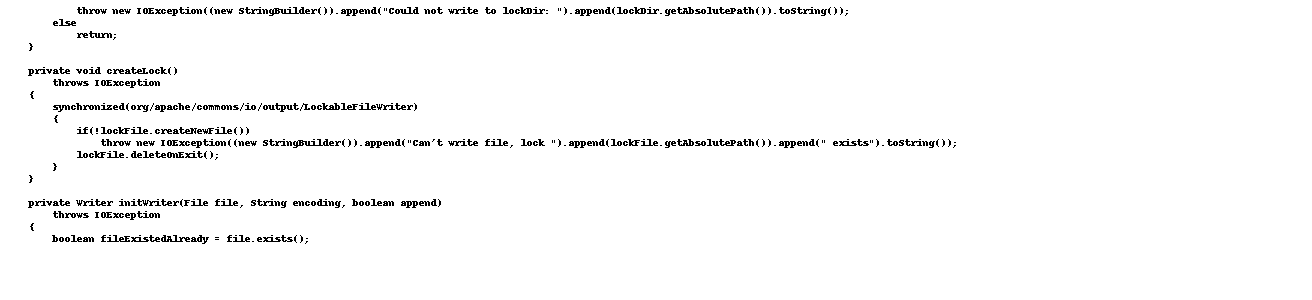 throw new IOException((new StringBuilder()).append("Could not write to lockDir: ").append(lockDir.getAbsolutePath()).toString());
else
return;
}
private void createLock()
throws IOException
{
synchronized(org/apache/commons/io/output/LockableFileWriter)
{
if(!lockFile.createNewFile())
throw new IOException((new StringBuilder()).append("Can't write file, lock ").append(lockFile.getAbsolutePath()).append(" exists").toString());
lockFile.deleteOnExit();
}
}
private Writer initWriter(File file, String encoding, boolean append)
throws IOException
{
boolean fileExistedAlready = file.exists();